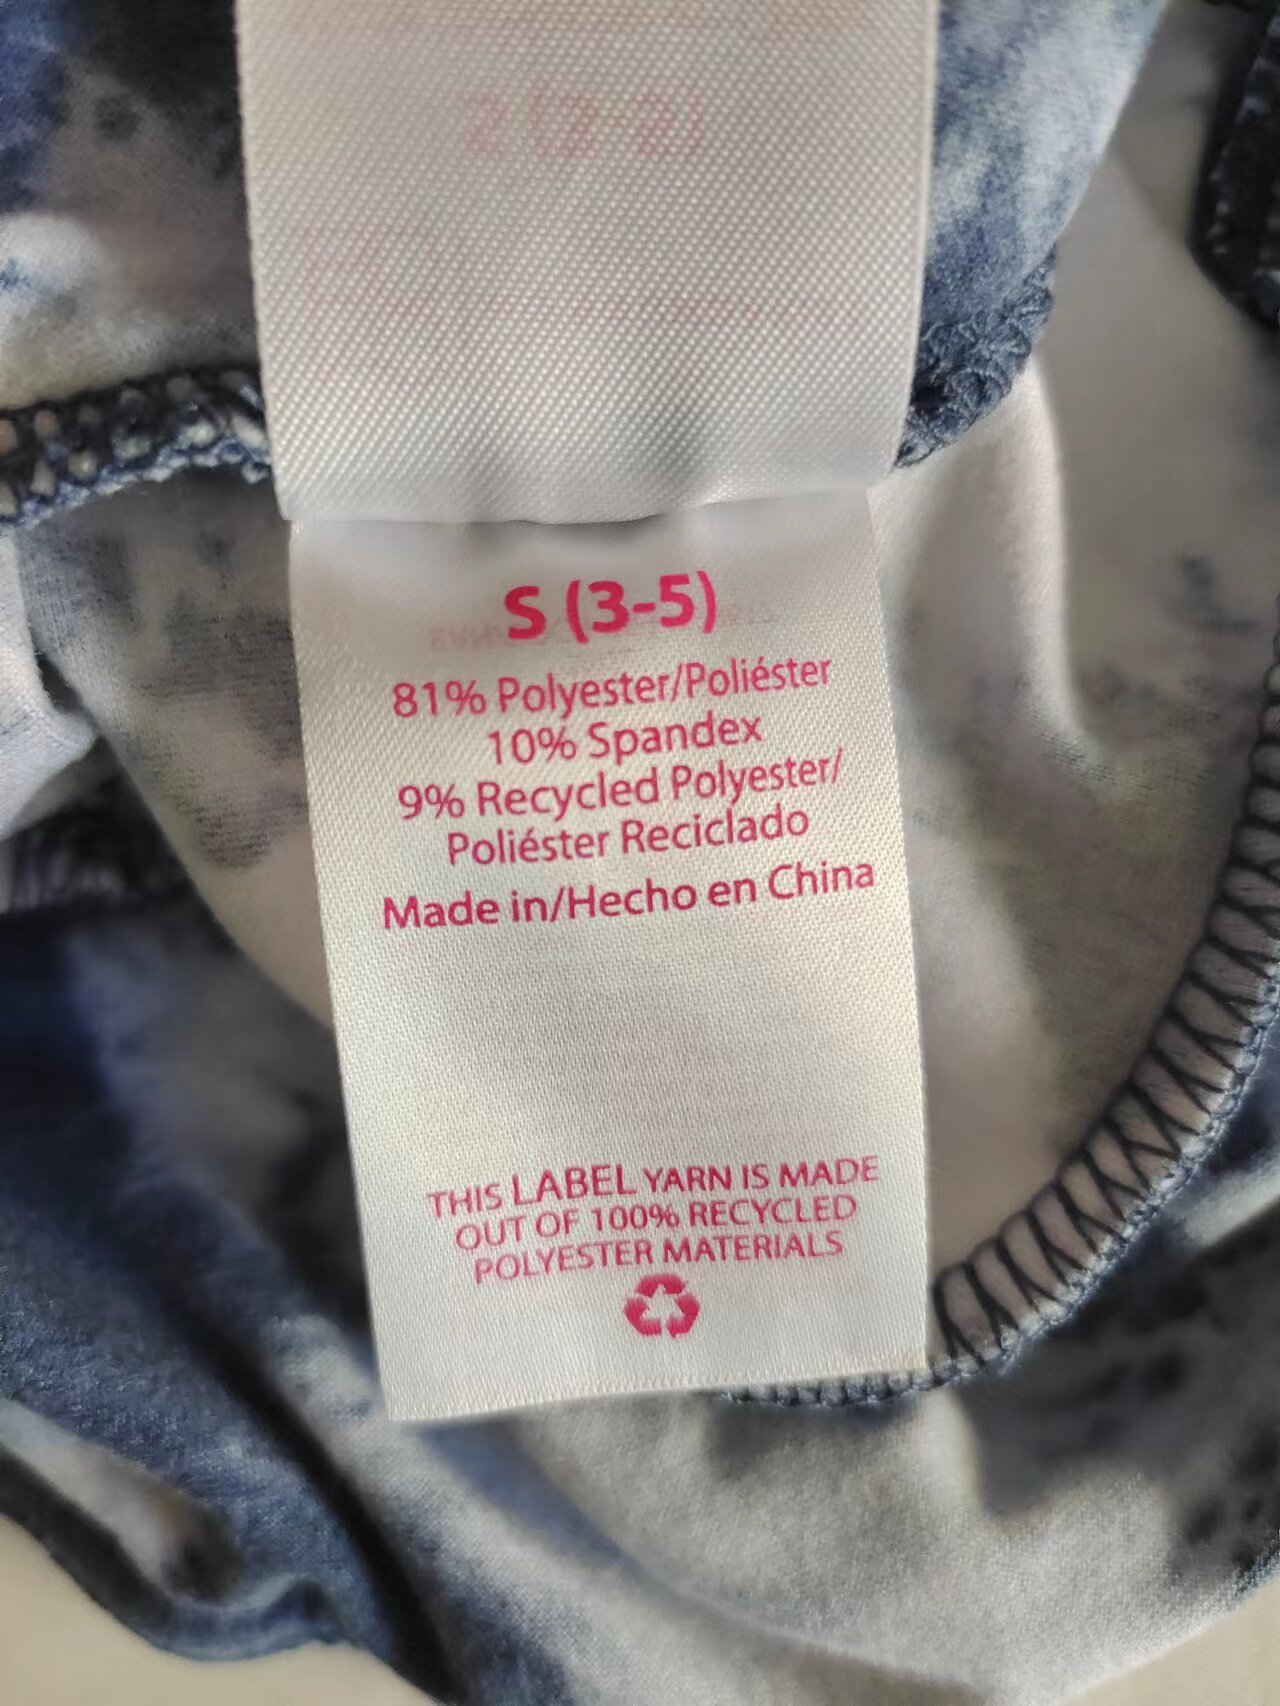 S (3-5)
81% Polyester/Poliéster
10% Spandex
9% Recycled Polyester/
Poliéster Reciclado
Made in/Hecho en China
THIS LABEL YARN IS MADE
OUT OF 100% RECYCLED
POLYESTER MATERIALS